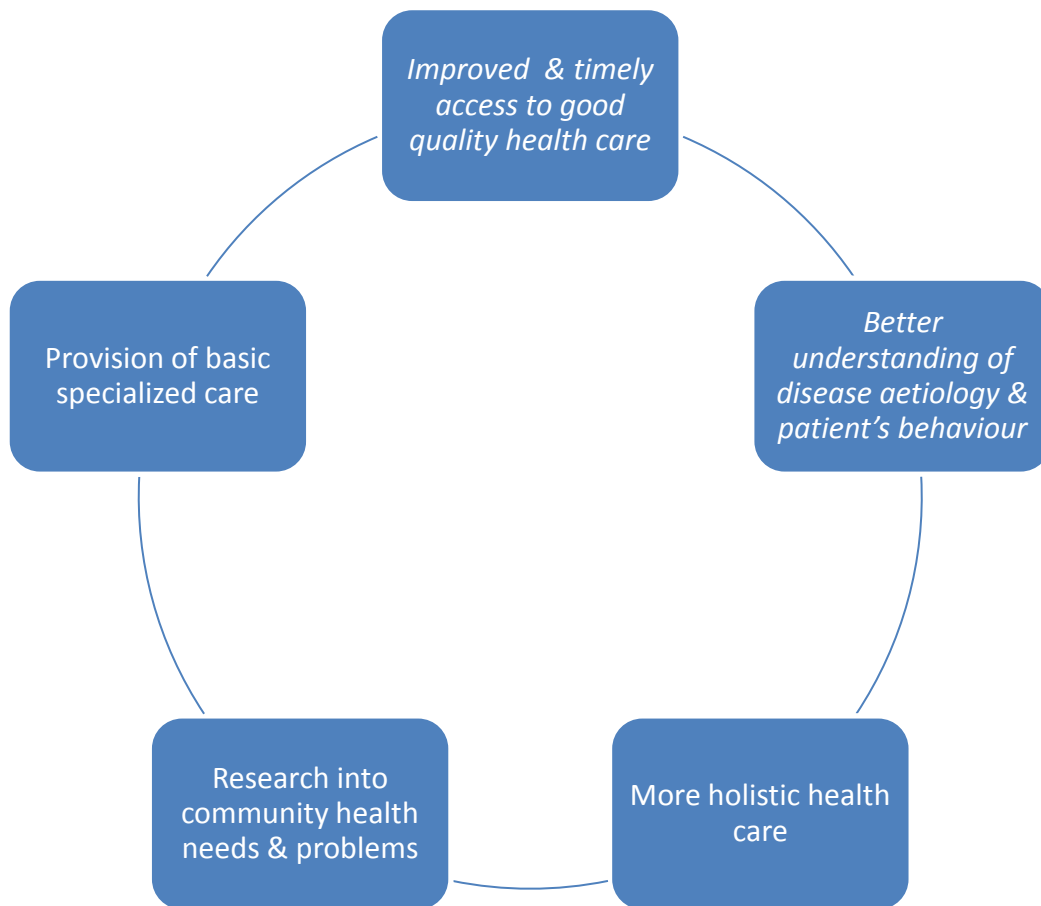 Improved & timely
access to good
quality health care
Better
understanding of
disease aetiology &
patient’s behaviour
More holistic health
care
Research into
community health
needs & problems
Provision of basic
specialized care